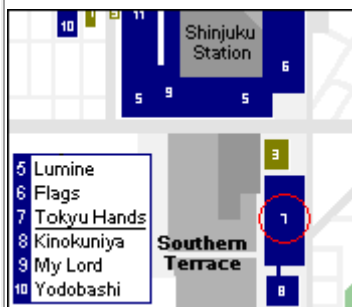 10
3
11
Shinjuku
Station
6
5
9
5
3
7
8
5 Lumine
6 Flags
7 Tokyu Hands
8 Kinokuniya
9 My Lord
10 Yodobashi
Southern
Terrace